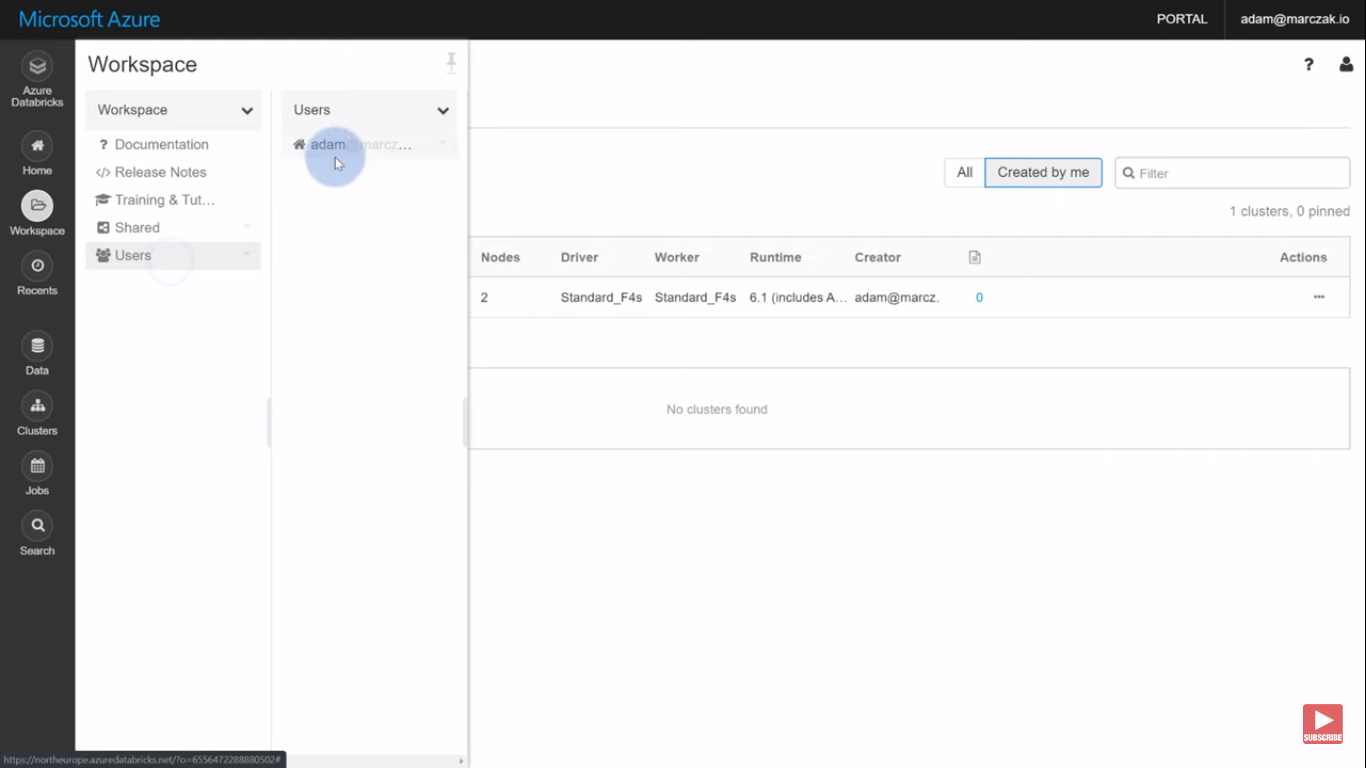 Microsoft Azure
PORTAL
adam@marczak.io
Azure
Databricks
Home
Workspace
Recents
Data
Clusters
Jobs
Search
Workspace
Workspace
? Documentation
</> Release Notes
Training & Tut...
Shared
Users
Users
adam@marcz...
?
All
Created by me
Filter
1 clusters, 0 pinned
Nodes Driver Worker Runtime Creator Actions
2 Standard_F4s Standard_F4s 6.1 (includes A... adam@marcz. 0 ···
No clusters found
SUBSCRIBE
https://northeurope.azuredatabricks.net/?o=6556472288880502#